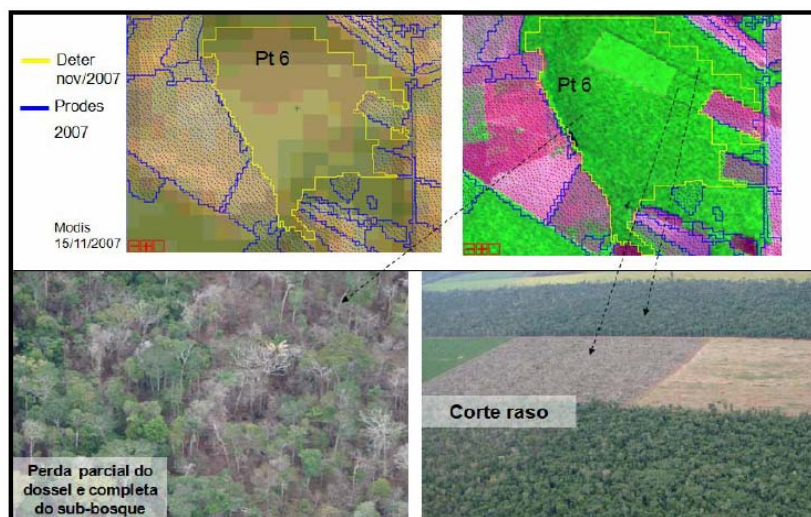 Deter
nov/2007
Prodes
2007
Modis
15/11/2007
Pt 6
Pt 6
Perda parcial do
dossel e completa
do sub-bosque
Corte raso